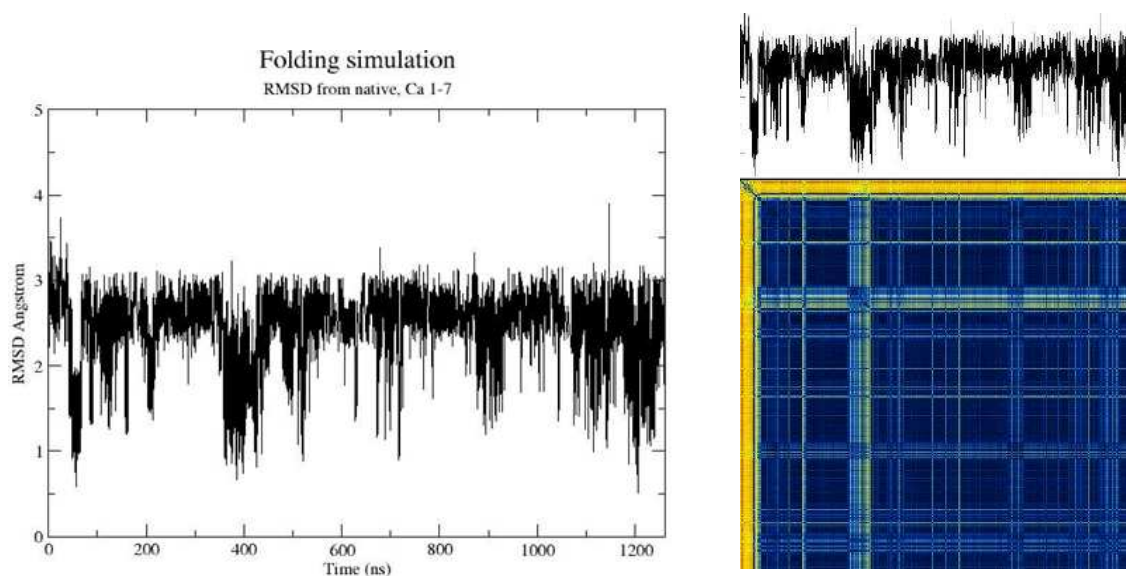 Folding simulation
RMSD from native, Ca 1-7
5
4
3
2
1
0
RMSD Angstrom
0 200 400 600 800 1000 1200
Time (ns)